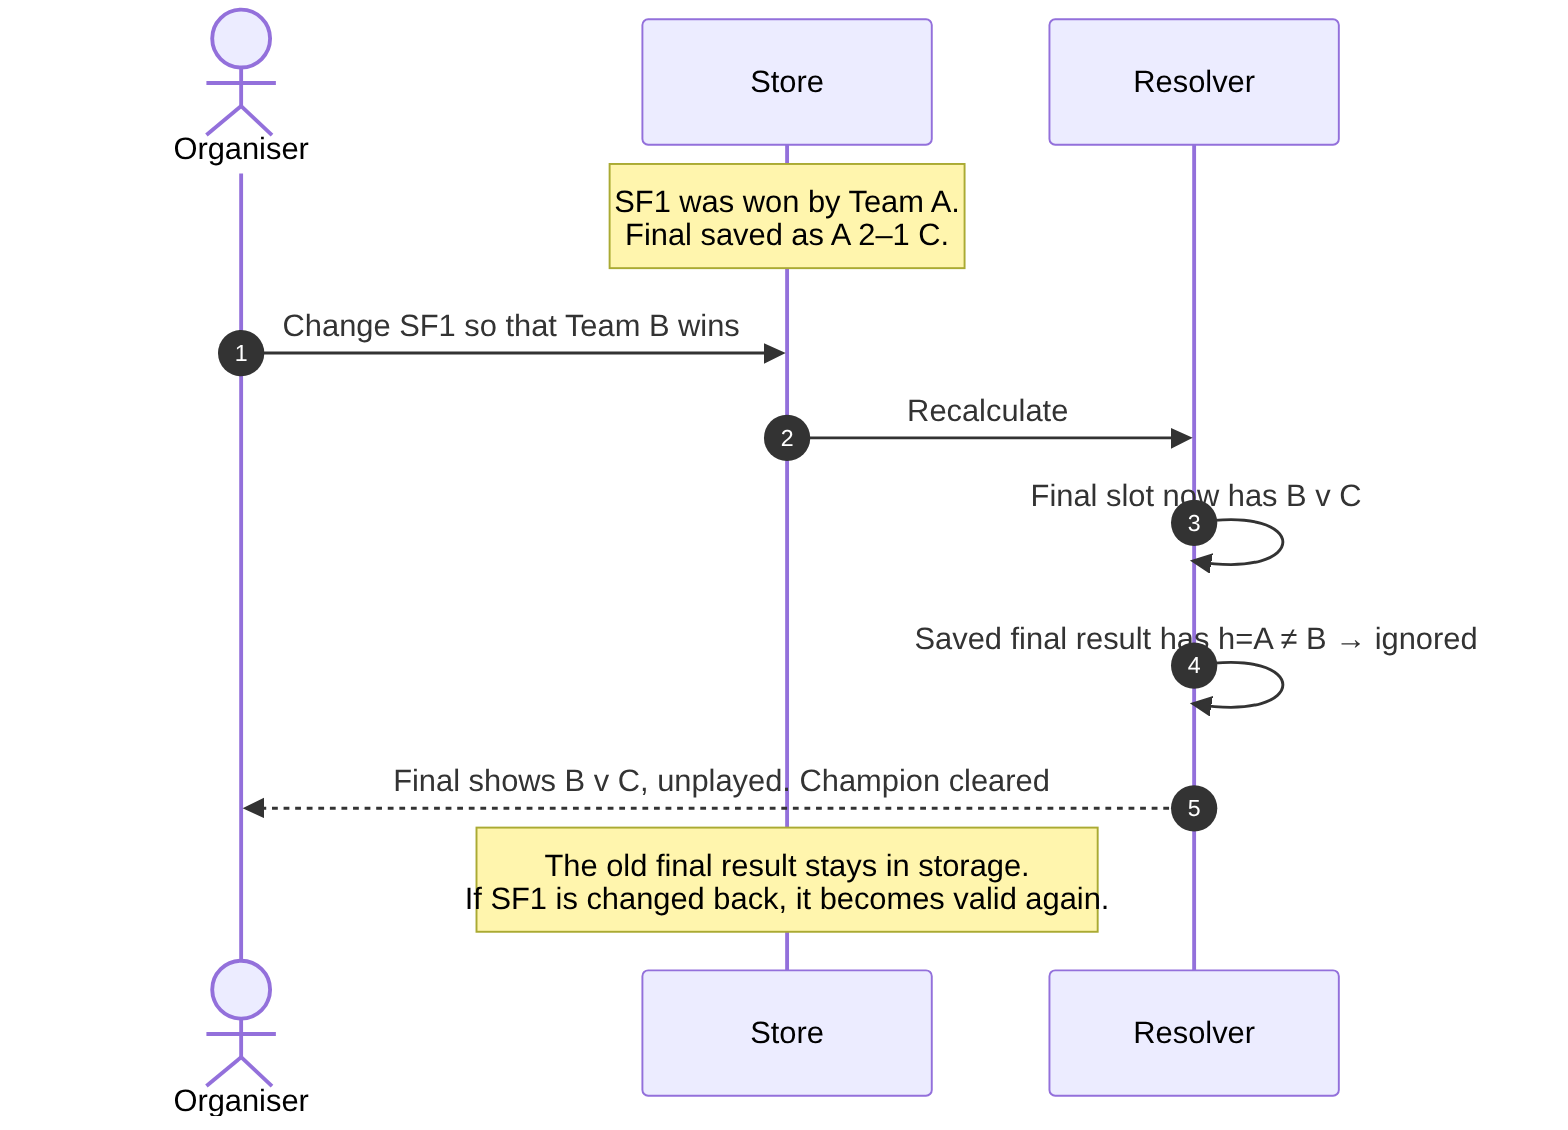 Organiser
Store
Resolver
SF1 was won by Team A.
Final saved as A 2–1 C.
Change SF1 so that Team B wins
1
Recalculate
2
Final slot now has B v C
3
Saved final result has h=A ≠ B → ignored
4
Final shows B v C, unplayed. Champion cleared
5
The old final result stays in storage.
If SF1 is changed back, it becomes valid again.
Organiser
Store
Resolver